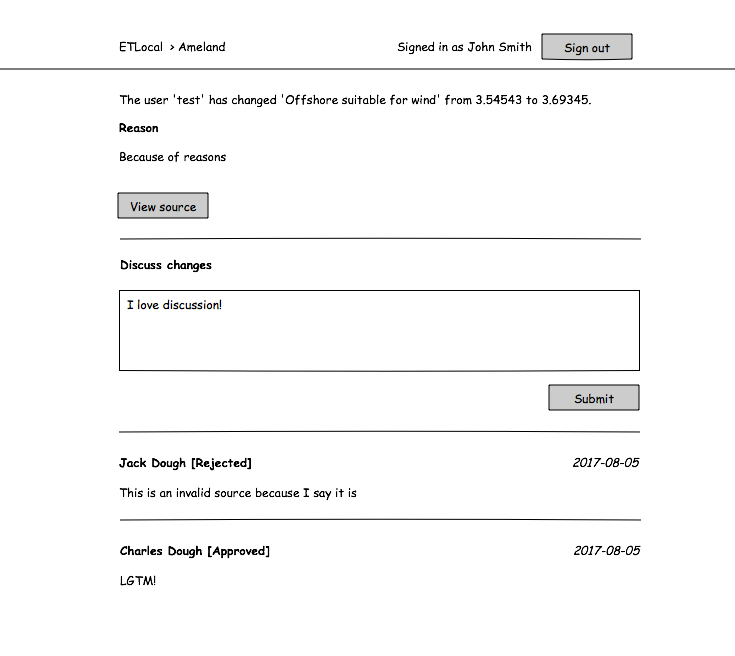 ETLocal > Ameland
Signed in as John Smith
Sign out
The user 'test' has changed 'Offshore suitable for wind' from 3.54543 to 3.69345.
Reason
Because of reasons
View source
Discuss changes
I love discussion!
Submit
Jack Dough [Rejected]
2017-08-05
This is an invalid source because I say it is
Charles Dough [Approved]
2017-08-05
LGTM!